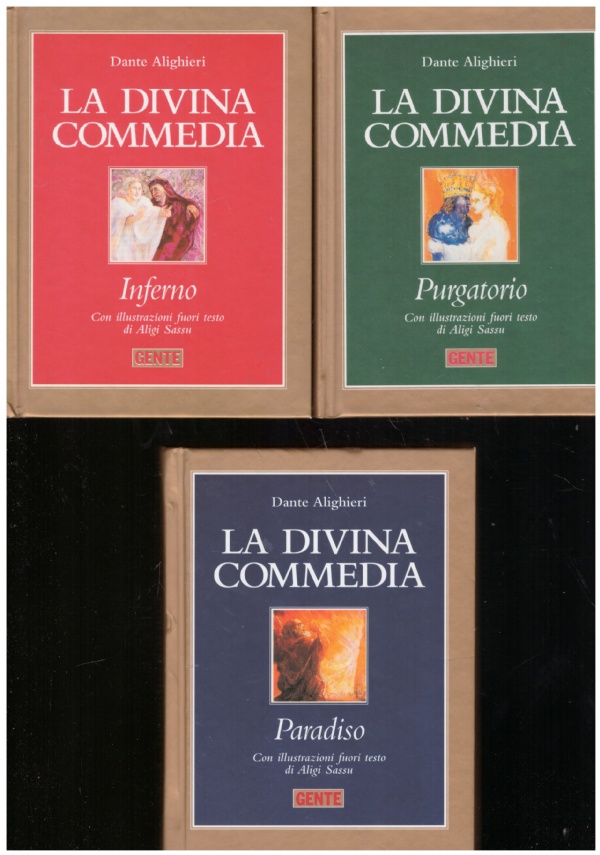 Dante Alighieri
LA DIVINA
COMMEDIA
Inferno
Con illustrazioni fuori testo
di Aligi Sassu
GENTE
Dante Alighieri
LA DIVINA
COMMEDIA
Purgatorio
Con illustrazioni fuori testo
di Aligi Sassu
GENTE
Dante Alighieri
LA DIVINA
COMMEDIA
Paradiso
Con illustrazioni fuori testo
di Aligi Sassu
GENTE